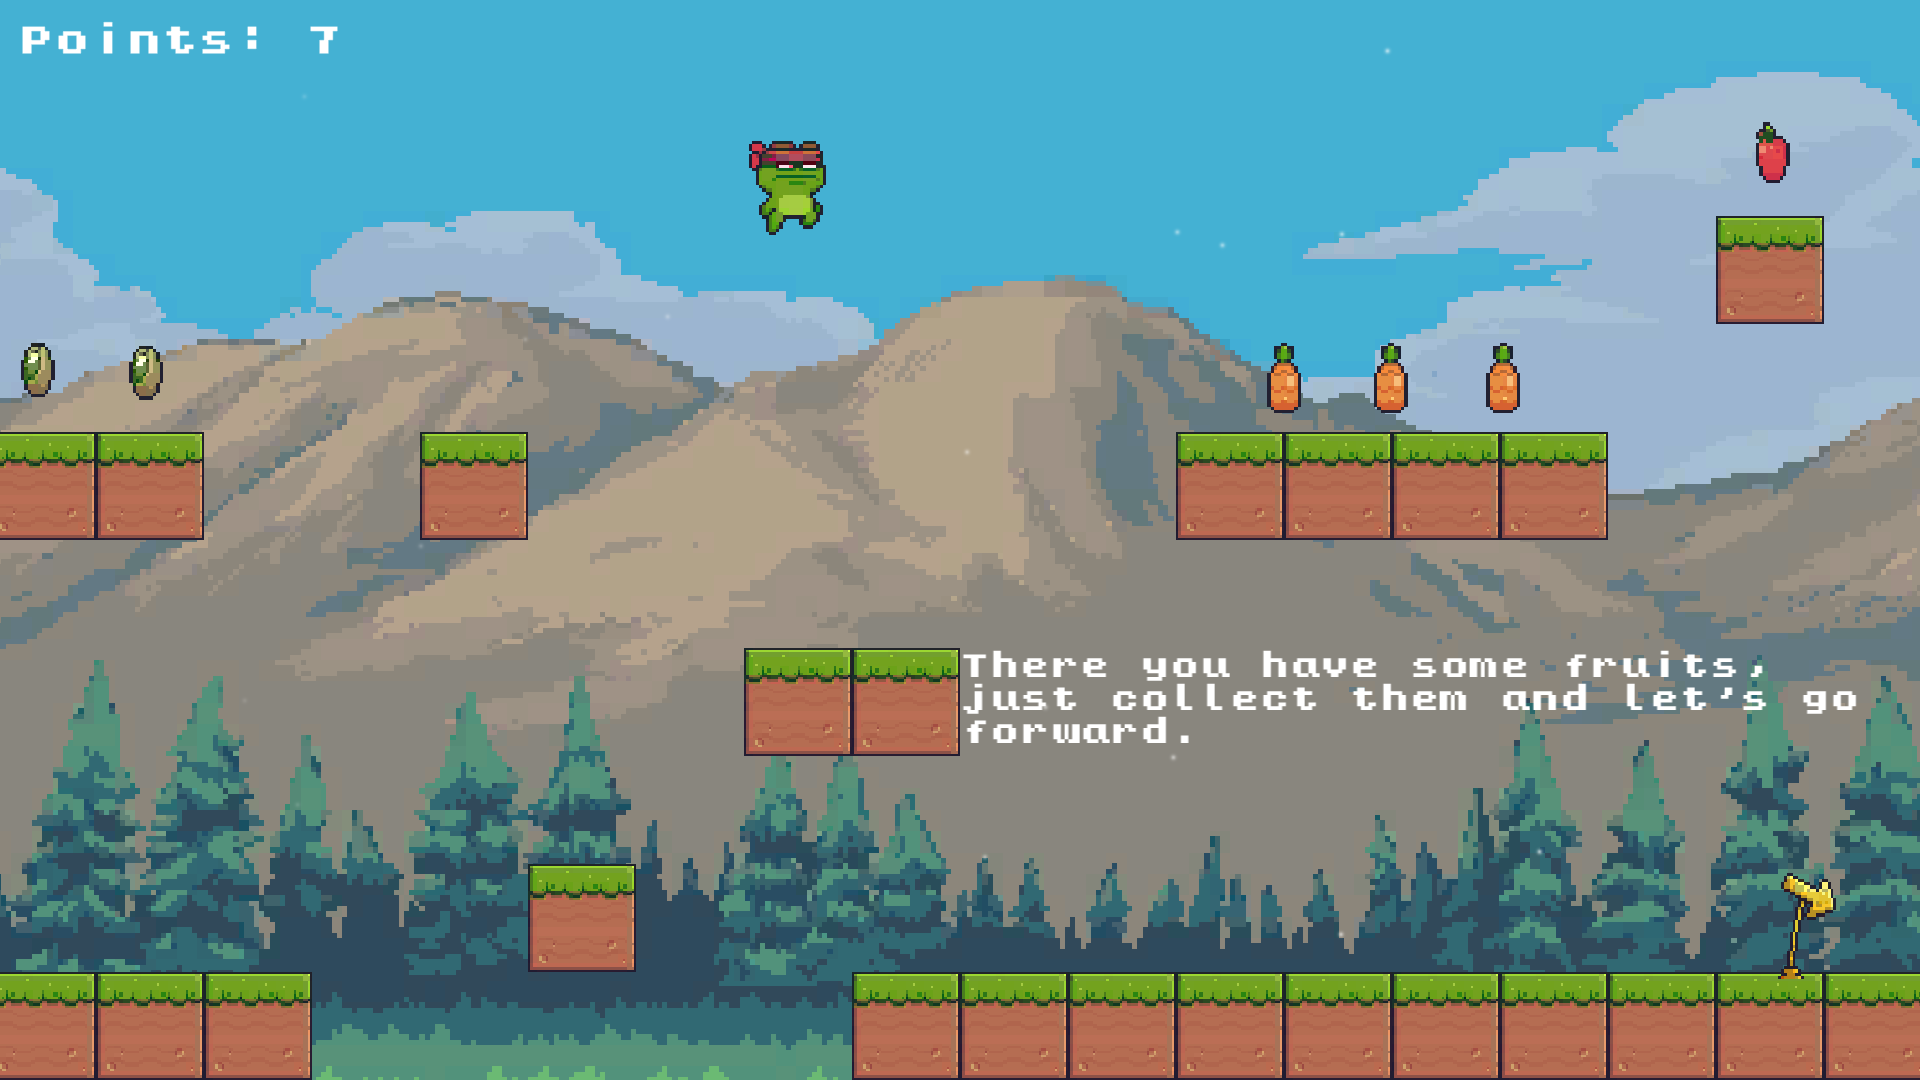 Points: 7
There you have some fruits,
just collect them and let's go
forward.